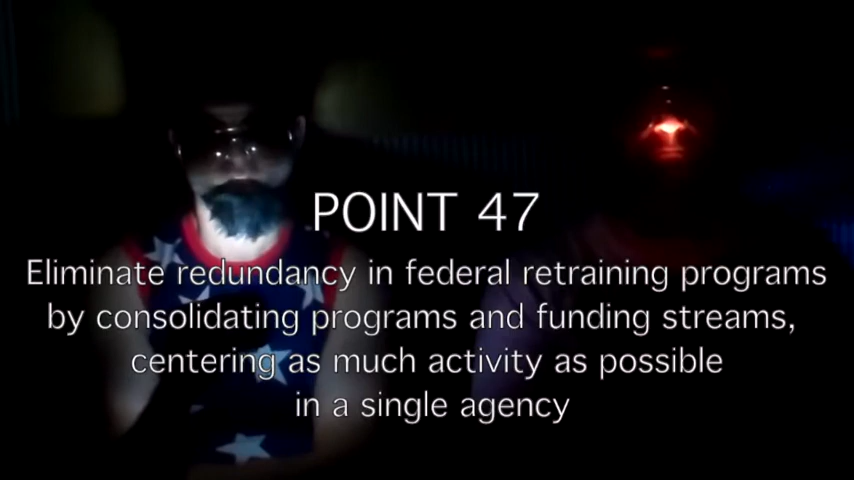 POINT 47
Eliminate redundancy in federal retraining programs
by consolidating programs and funding streams,
centering as much activity as possible
in a single agency